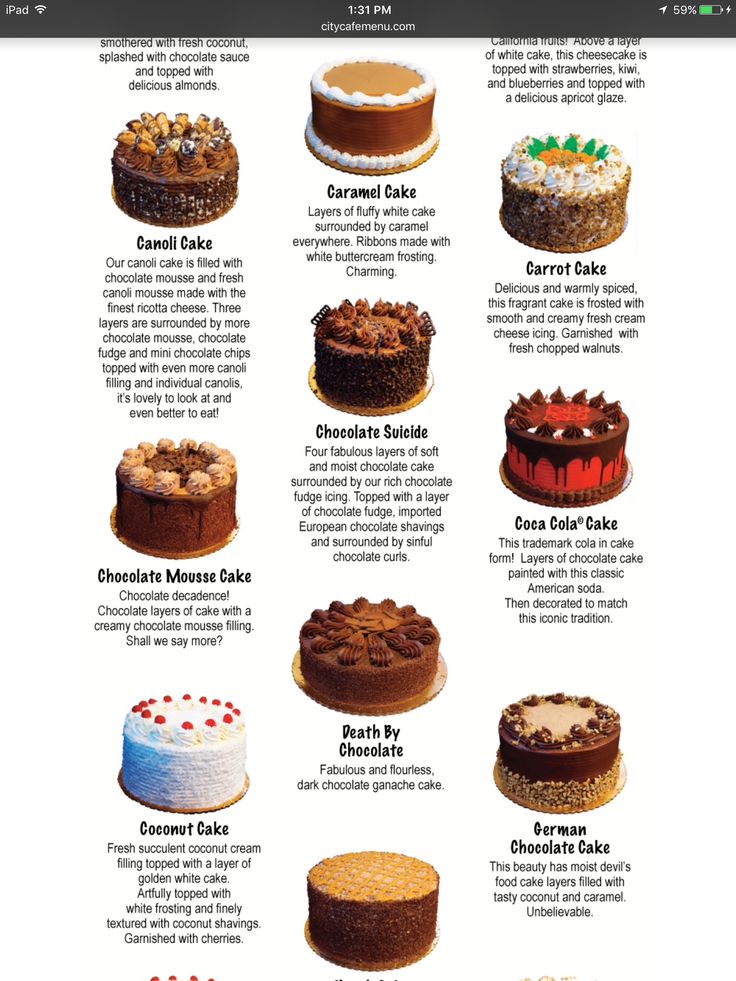 iPad
1:31 PM
59%
citycafemenu.com
smothered with fresh coconut,
splashed with chocolate sauce
and topped with
delicious almonds.
Canoli Cake
Our canoli cake is filled with
chocolate mousse and fresh
canoli mousse made with the
finest ricotta cheese. Three
layers are surrounded by more
chocolate mousse, chocolate
fudge and mini chocolate chips
topped with even more canoli
filling and individual canolis,
it's lovely to look at and
even better to eat!
Chocolate Mousse Cake
Chocolate decadence!
Chocolate layers of cake with a
creamy chocolate mousse filling.
Shall we say more?
Coconut Cake
Fresh succulent coconut cream
filling topped with a layer of
golden white cake.
Artfully topped with
white frosting and finely
textured with coconut shavings.
Garnished with cherries.
Caramel Cake
Layers of fluffy white cake
surrounded by caramel
everywhere. Ribbons made with
white buttercream frosting.
Charming.
Chocolate Suicide
Four fabulous layers of soft
and moist chocolate cake
surrounded by our rich chocolate
fudge icing. Topped with a layer
of chocolate fudge, imported
European chocolate shavings
and surrounded by sinful
chocolate curls.
Death By
Chocolate
Fabulous and flourless,
dark chocolate ganache cake.
California fruits! Above a layer
of white cake, this cheesecake is
topped with strawberries, kiwi,
and blueberries and topped with
a delicious apricot glaze.
Carrot Cake
Delicious and warmly spiced,
this fragrant cake is frosted with
smooth and creamy fresh cream
cheese icing. Garnished with
fresh chopped walnuts.
Coca Cola® Cake
This trademark cola in cake
form! Layers of chocolate cake
painted with this classic
American soda.
Then decorated to match
this iconic tradition.
German
Chocolate Cake
This beauty has moist devil's
food cake layers filled with
tasty coconut and caramel.
Unbelievable.